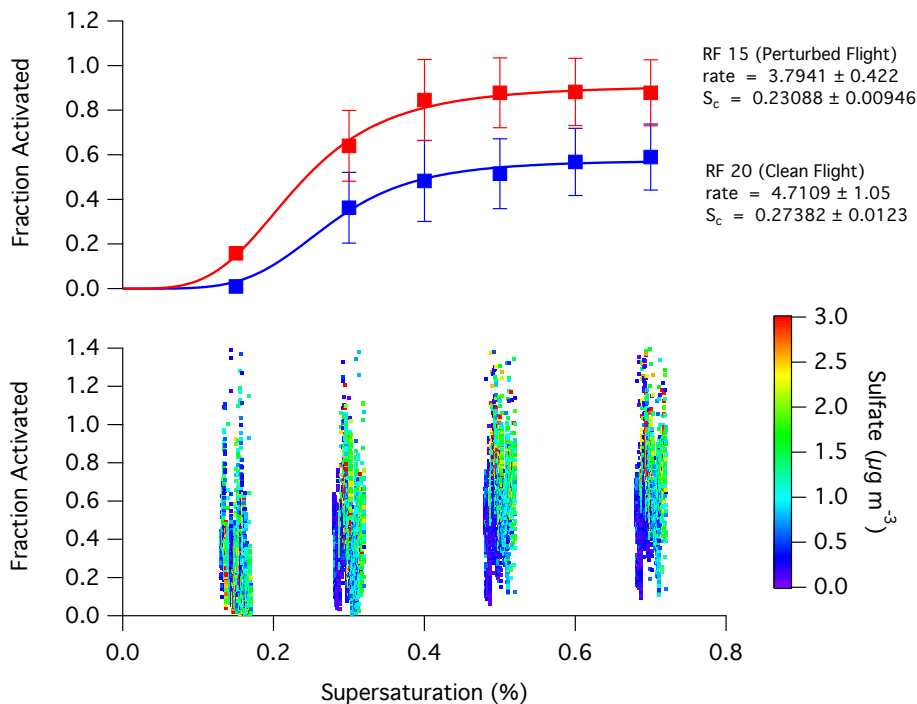 1.2
1.0
0.8
0.6
0.4
0.2
0.0
Fraction Activated
RF 15 (Perturbed Flight)
rate = 3.7941 ± 0.422
S_c = 0.23088 ± 0.00946
RF 20 (Clean Flight)
rate = 4.7109 ± 1.05
S_c = 0.27382 ± 0.0123
1.4
1.2
1.0
0.8
0.6
0.4
0.2
0.0
Fraction Activated
0.0 0.2 0.4 0.6 0.8
Supersaturation (%)
3.0
2.5
2.0
1.5
1.0
0.5
0.0
Sulfate (μg m⁻³)